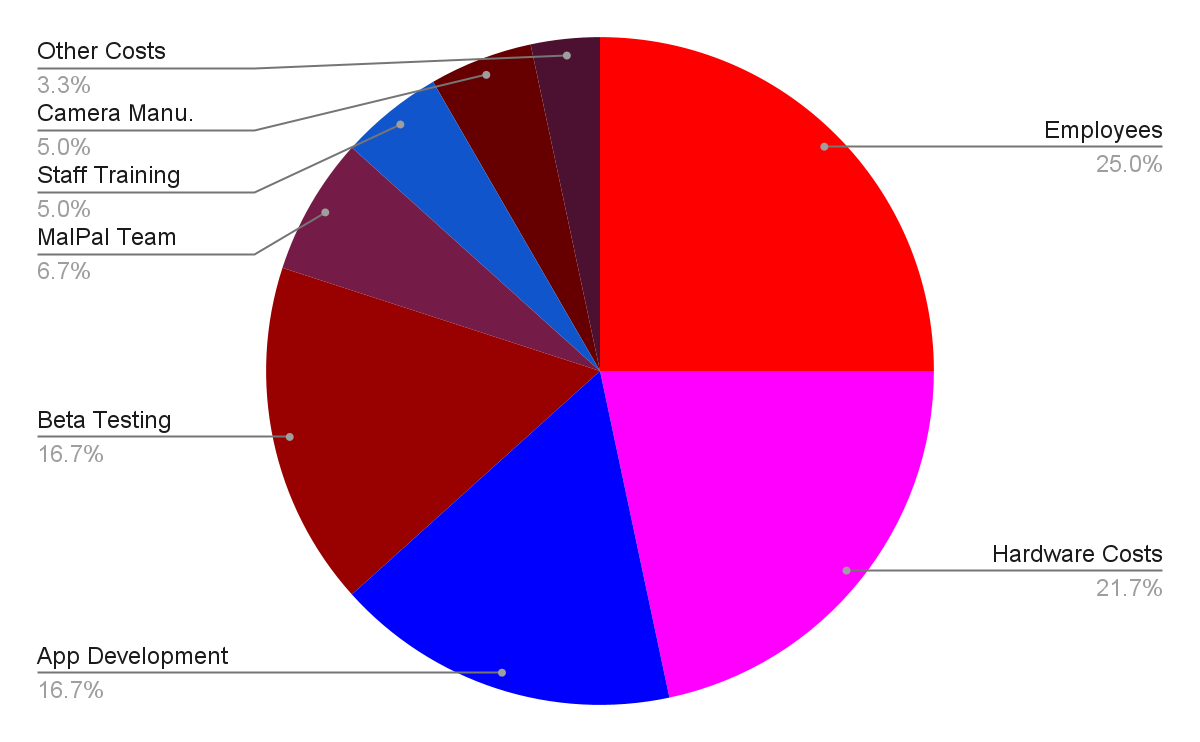 Other Costs
3.3%
Camera Manu.
5.0%
Staff Training
5.0%
MalPal Team
6.7%
Beta Testing
16.7%
App Development
16.7%
Employees
25.0%
Hardware Costs
21.7%